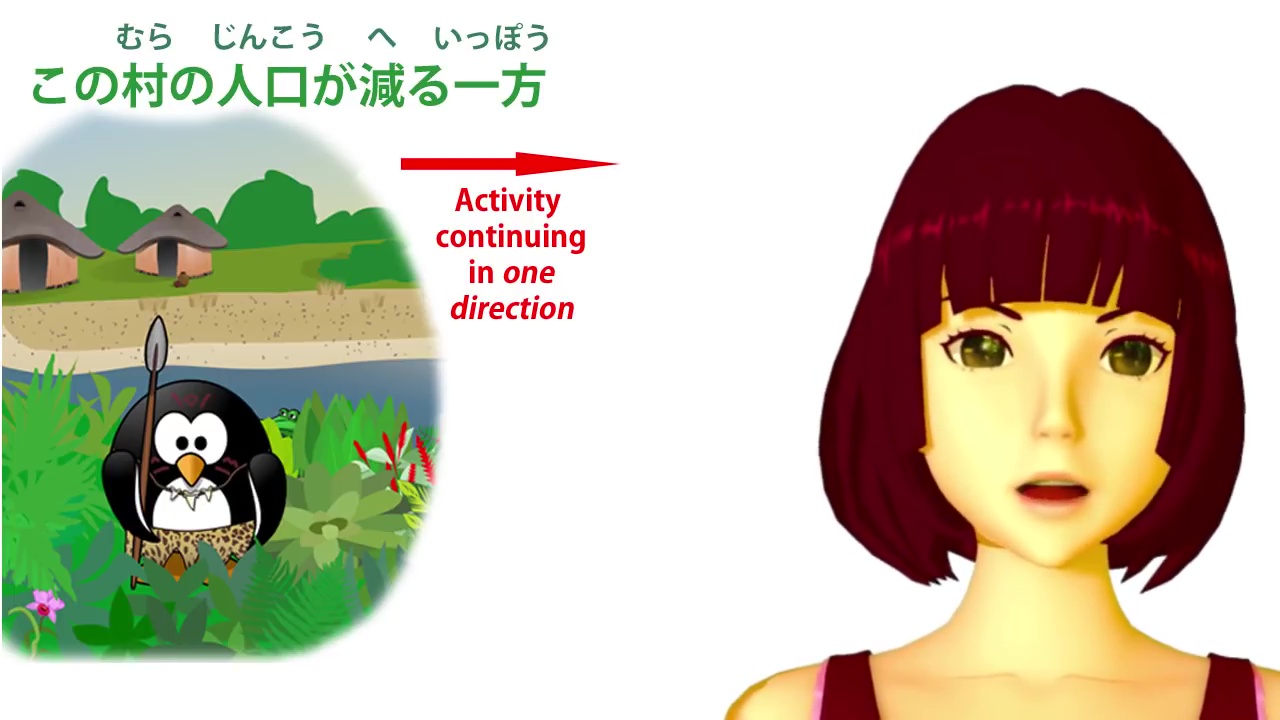 むら じんこう へ いっぽう
この村の人口が減る一方
Activity
continuing
in one
direction